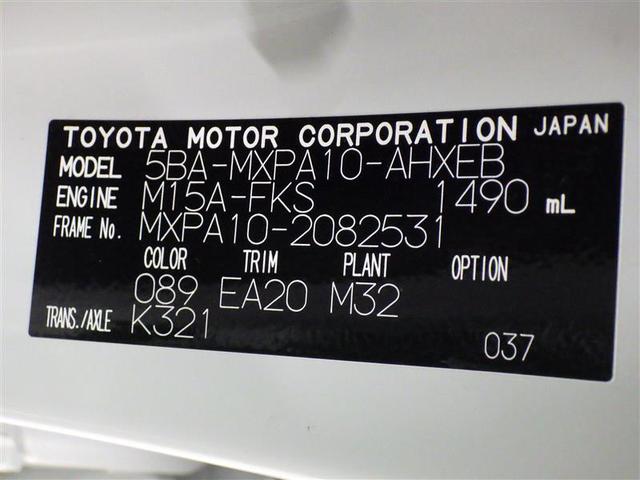 TOYOTA MOTOR CORPORATION JAPAN
MODEL 5BA-MXPA10-AHXEB
ENGINE M15A-FKS 1490 mL
FRAME No. MXPA10-2082531
COLOR TRIM PLANT OPTION
089 EA20 M32
TRANS./AXLE K321
037